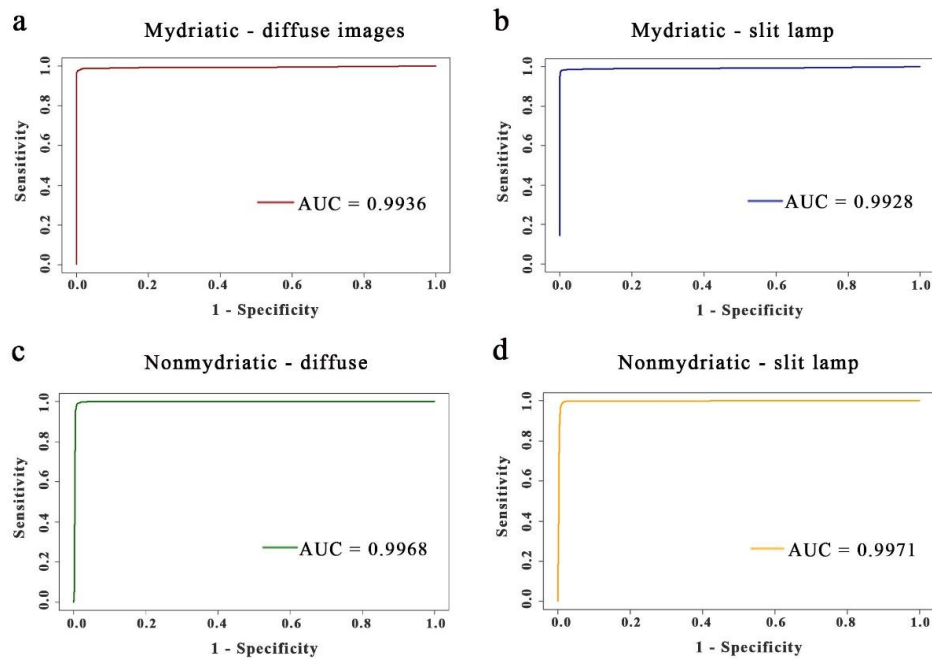 a
Mydriatic - diffuse images
1.0
0.8
0.6
0.4
0.2
0.0
Sensitivity
AUC = 0.9936
0.0 0.2 0.4 0.6 0.8 1.0
1 - Specificity
b
Mydriatic - slit lamp
1.0
0.8
0.6
0.4
0.2
0.0
Sensitivity
AUC = 0.9928
0.0 0.2 0.4 0.6 0.8 1.0
1 - Specificity
c
Nonmydriatic - diffuse
1.0
0.8
0.6
0.4
0.2
0.0
Sensitivity
AUC = 0.9968
0.0 0.2 0.4 0.6 0.8 1.0
1 - Specificity
d
Nonmydriatic - slit lamp
1.0
0.8
0.6
0.4
0.2
0.0
Sensitivity
AUC = 0.9971
0.0 0.2 0.4 0.6 0.8 1.0
1 - Specificity